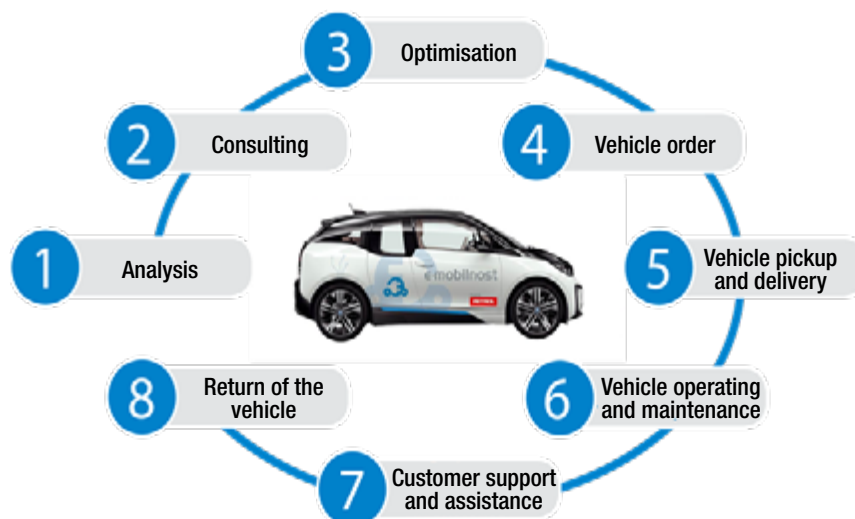 3
Optimisation
2
Consulting
4
Vehicle order
1
Analysis
mobilnost
5
Vehicle pickup
and delivery
8
Return of the
vehicle
6
Vehicle operating
and maintenance
7
Customer support
and assistance